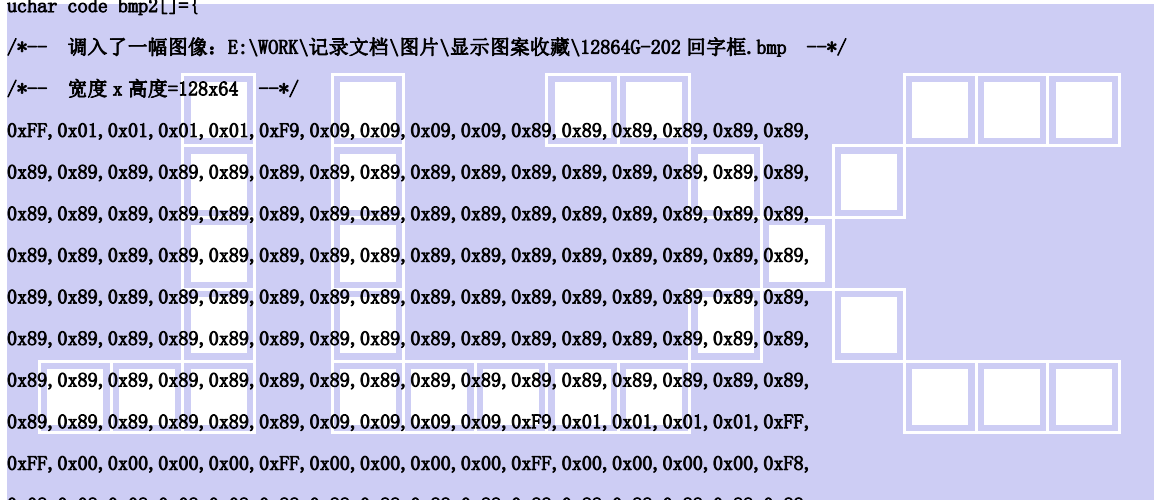 uchar code bmp2[]={
/*-- 调入了一幅图像：E:\WORK\记录文档\图片\显示图案收藏\12864G-202回字框.bmp --*/
/*-- 宽度x高度=128x64 --*/
0xFF,0x01,0x01,0x01,0x01,0xF9,0x09,0x09,0x09,0x09,0x89,0x89,0x89,0x89,0x89,0x89,
0x89,0x89,0x89,0x89,0x89,0x89,0x89,0x89,0x89,0x89,0x89,0x89,0x89,0x89,0x89,0x89,
0x89,0x89,0x89,0x89,0x89,0x89,0x89,0x89,0x89,0x89,0x89,0x89,0x89,0x89,0x89,0x89,
0x89,0x89,0x89,0x89,0x89,0x89,0x89,0x89,0x89,0x89,0x89,0x89,0x89,0x89,0x89,0x89,
0x89,0x89,0x89,0x89,0x89,0x89,0x89,0x89,0x89,0x89,0x89,0x89,0x89,0x89,0x89,0x89,
0x89,0x89,0x89,0x89,0x89,0x89,0x89,0x89,0x89,0x89,0x89,0x89,0x89,0x89,0x89,0x89,
0x89,0x89,0x89,0x89,0x89,0x89,0x89,0x89,0x89,0x89,0x89,0x89,0x89,0x89,0x89,0x89,
0x89,0x89,0x89,0x89,0x89,0x89,0x09,0x09,0x09,0x09,0xF9,0x01,0x01,0x01,0x01,0xFF,
0xFF,0x00,0x00,0x00,0x00,0xFF,0x00,0x00,0x00,0x00,0xFF,0x00,0x00,0x00,0x00,0xF8,